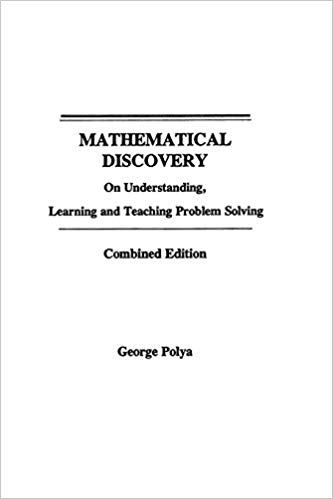 MATHEMATICAL
DISCOVERY
On Understanding,
Learning and Teaching Problem Solving
Combined Edition
George Polya